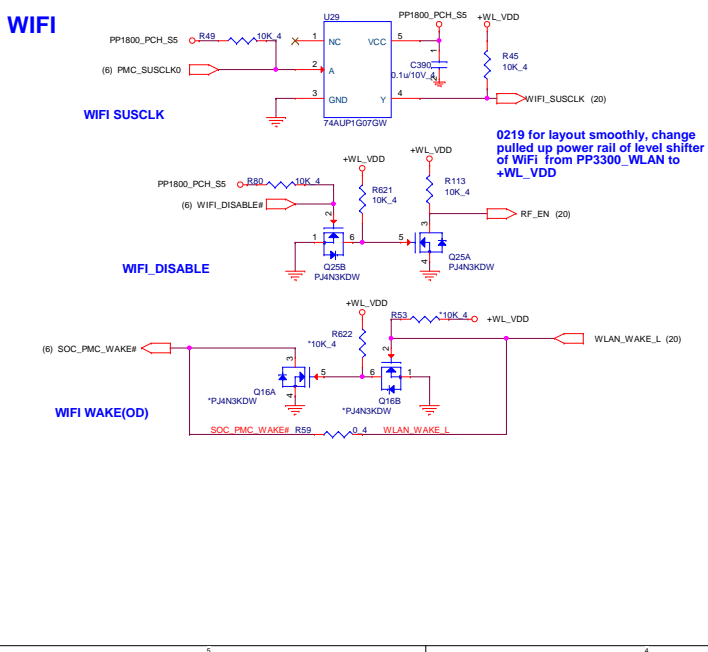 WIFI
U29
PP1800_PCH_S5
+WL_VDD
PP1800_PCH_S5
R49
10K_4
1
NC
VCC
5
R45
10K_4
(6) PMC_SUSCLK0
2
A
C390
0.1u/10V_4
1
2
3
GND
Y
4
WIFI_SUSCLK (20)
WIFI SUSCLK
74AUP1G07GW
0219 for layout smoothly, change
pulled up power rail of level shifter
of WiFi from PP3300_WLAN to
+WL_VDD
+WL_VDD
+WL_VDD
PP1800_PCH_S5
R80
10K_4
R621
10K_4
R113
10K_4
(6) WIFI_DISABLE#
2
3
RF_EN (20)
1
6
5
4
WIFI_DISABLE
Q25B
PJ4N3KDW
Q25A
PJ4N3KDW
+WL_VDD
R53
*10K_4
+WL_VDD
R622
*10K_4
(6) SOC_PMC_WAKE#
WLAN_WAKE_L (20)
3
2
5
6
1
4
Q16A
*PJ4N3KDW
Q16B
*PJ4N3KDW
WIFI WAKE(OD)
SOC_PMC_WAKE#
R59
0_4
WLAN_WAKE_L
5
4